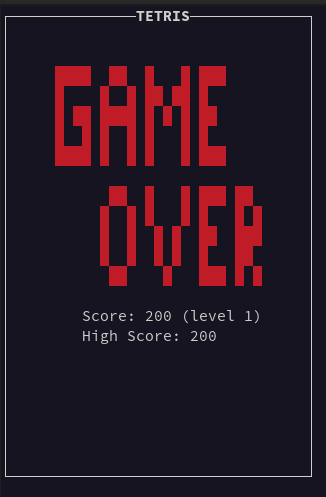 TETRIS
GAME
OVER
Score: 200 (level 1)
High Score: 200